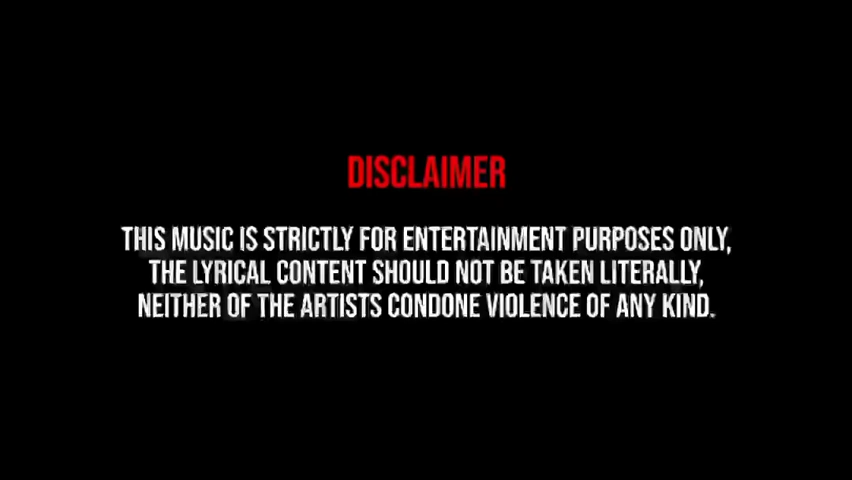 DISCLAIMER
THIS MUSIC IS STRICTLY FOR ENTERTAINMENT PURPOSES ONLY,
THE LYRICAL CONTENT SHOULD NOT BE TAKEN LITERALLY,
NEITHER OF THE ARTISTS CONDONE VIOLENCE OF ANY KIND.